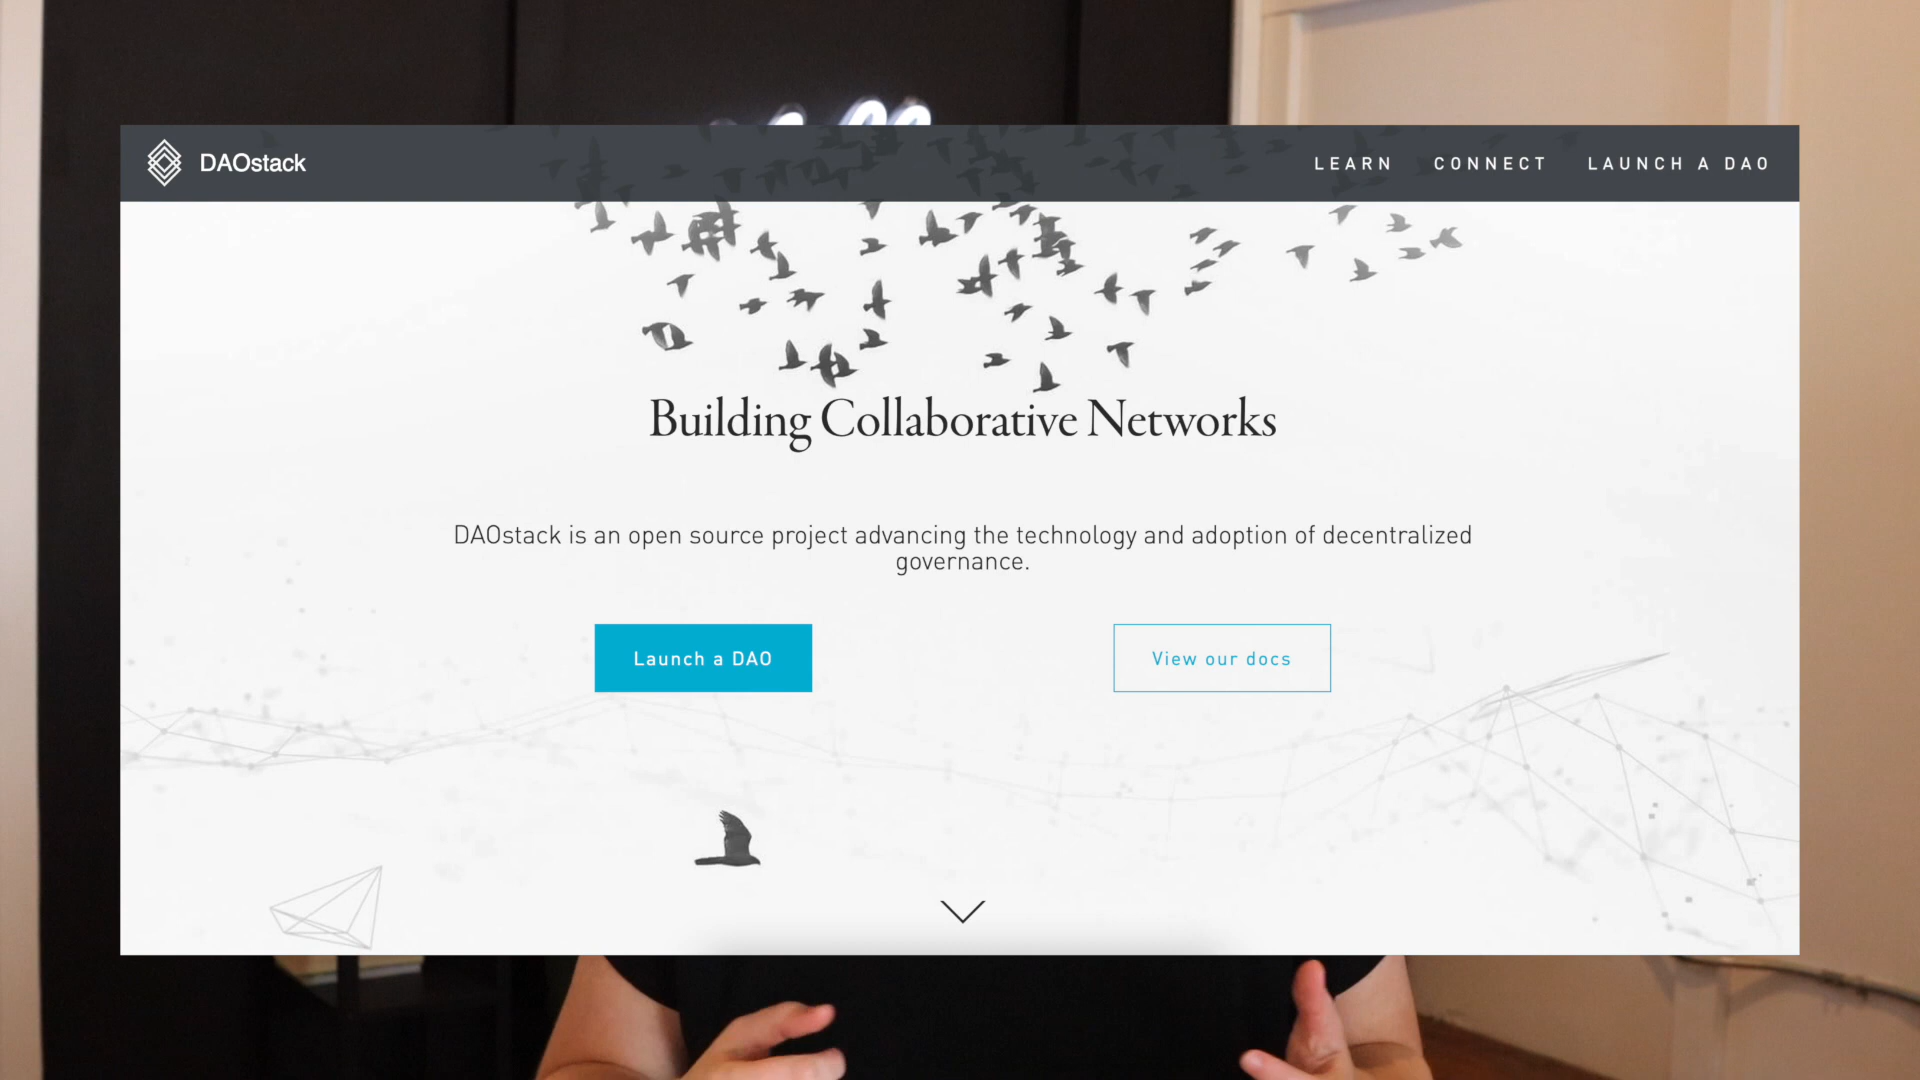 DAOstack
LEARN CONNECT LAUNCH A DAO
Building Collaborative Networks
DAOstack is an open source project advancing the technology and adoption of decentralized
governance.
Launch a DAO
View our docs